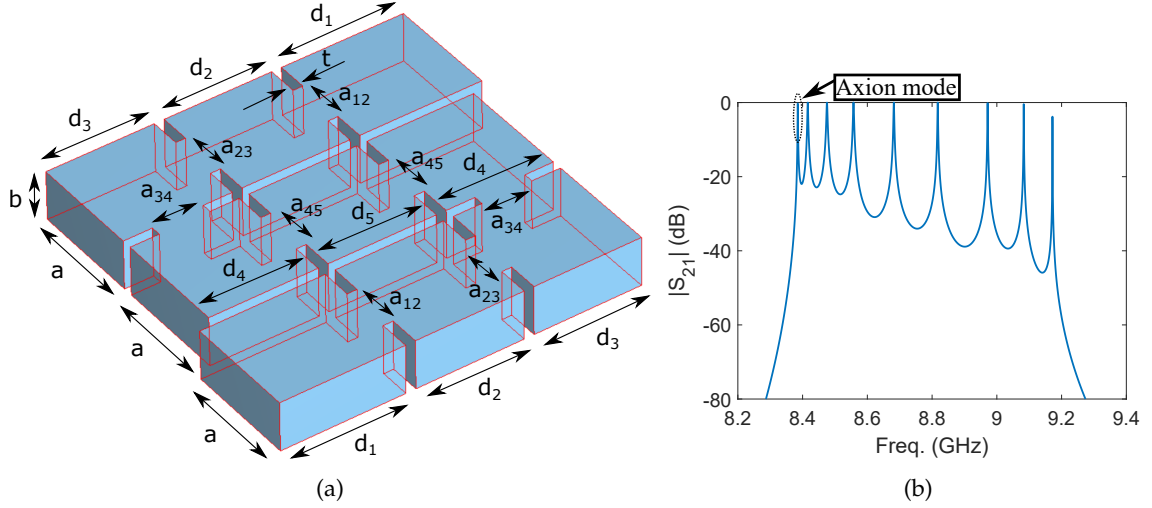 d₁
d₂
t
d₃
a₁₂
a₂₃
a₄₅
d₄
b
a₃₄
a₄₅
d₅
a₃₄
a
d₄
a₁₂
a₂₃
a
d₃
d₂
a
d₁
(a)
Axion mode
|S₂₁| (dB)
0
-20
-40
-60
-80
8.2
8.4
8.6
8.8
9
9.2
9.4
Freq. (GHz)
(b)